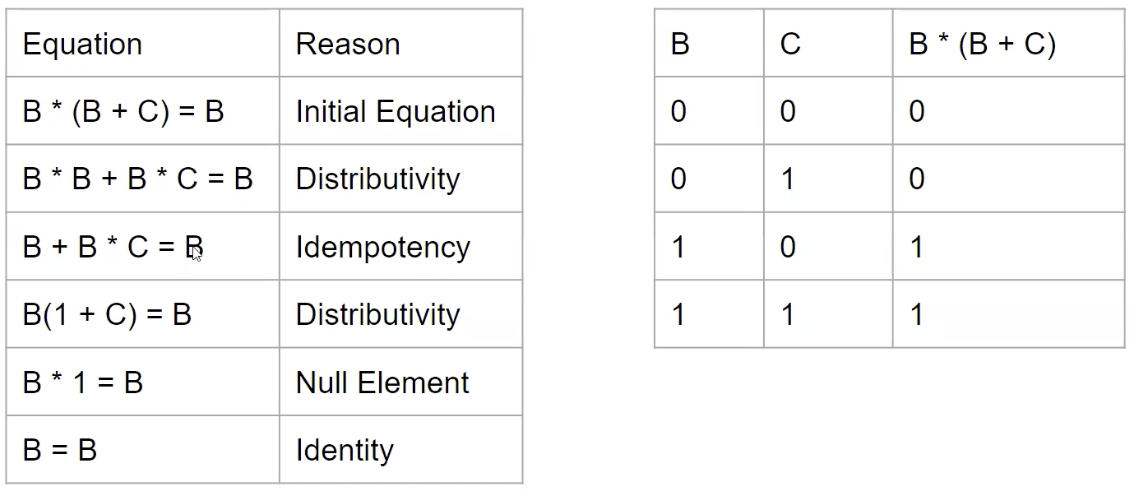 Equation Reason
B * (B + C) = B Initial Equation
B * B + B * C = B Distributivity
B + B * C = B Idempotency
B(1 + C) = B Distributivity
B * 1 = B Null Element
B = B Identity
B C B * (B + C)
0 0 0
0 1 0
1 0 1
1 1 1